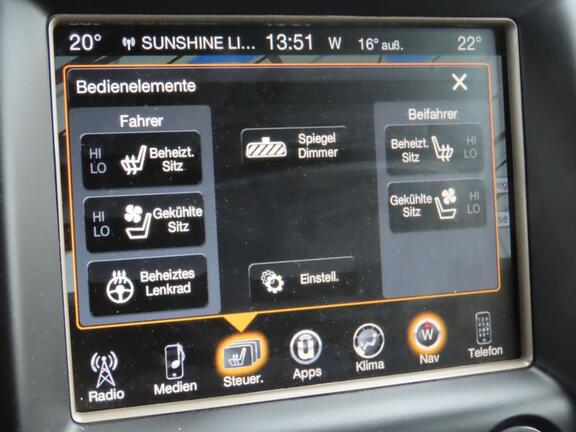 20° SUNSHINE LI... 13:51 W 16° auß. 22°
Bedienelemente
Fahrer
Beifahrer
HI
LO
Beheizt.
Sitz
Spiegel
Dimmer
Beheizt.
Sitz
HI
LO
HI
LO
Gekühlte
Sitz
Gekühlte
Sitz
HI
LO
Beheiztes
Lenkrad
Einstell.
Radio
Medien
Steuer.
Apps
Klima
W
Nav
Telefon